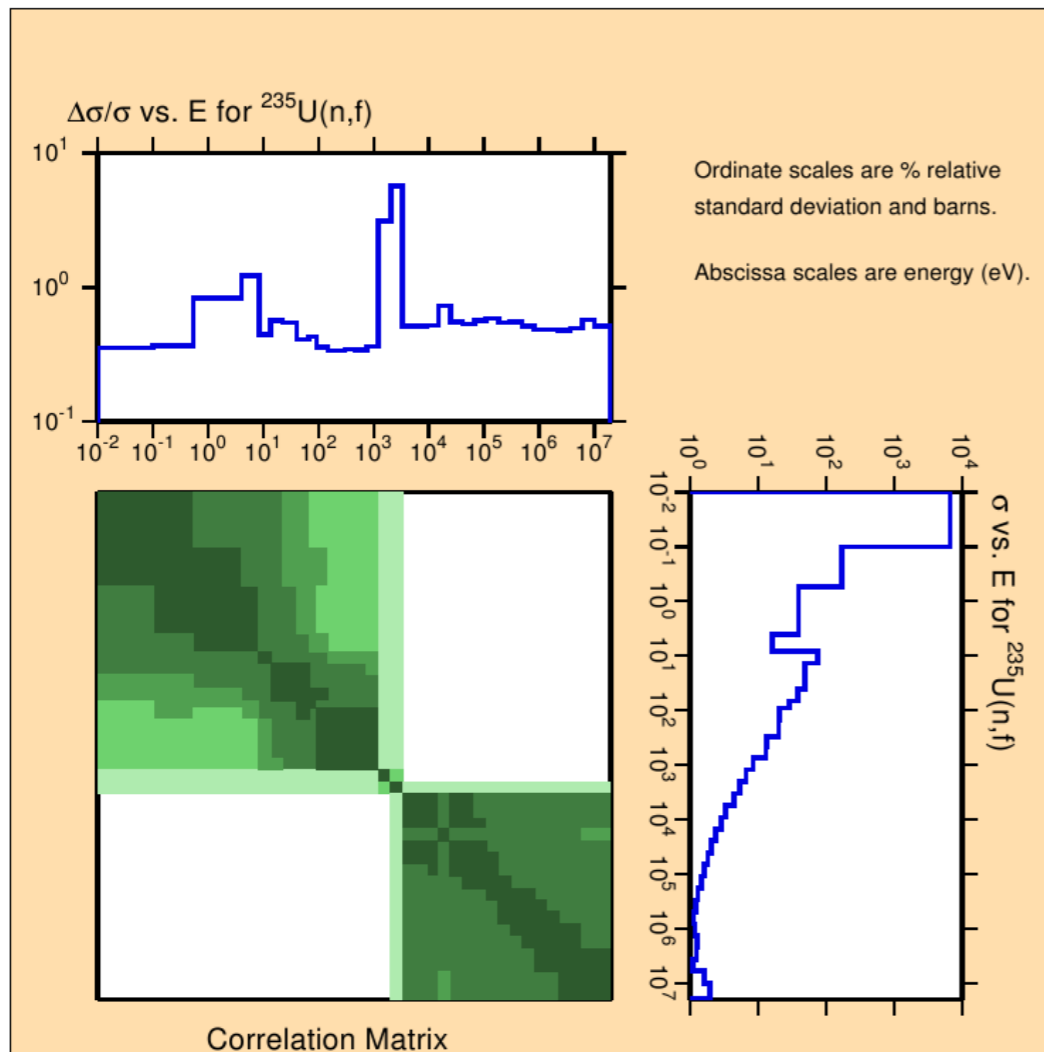 Δσ/σ vs. E for ²³⁵U(n,f)
10¹
10⁰
10⁻¹
10⁻² 10⁻¹ 10⁰ 10¹ 10² 10³ 10⁴ 10⁵ 10⁶ 10⁷
Ordinate scales are % relative
standard deviation and barns.
Abscissa scales are energy (eV).
10⁰ 10¹ 10² 10³ 10⁴
10⁻² 10⁻¹ 10⁰ 10¹ 10² 10³ 10⁴ 10⁵ 10⁶ 10⁷
σ vs. E for ²³⁵U(n,f)
Correlation Matrix